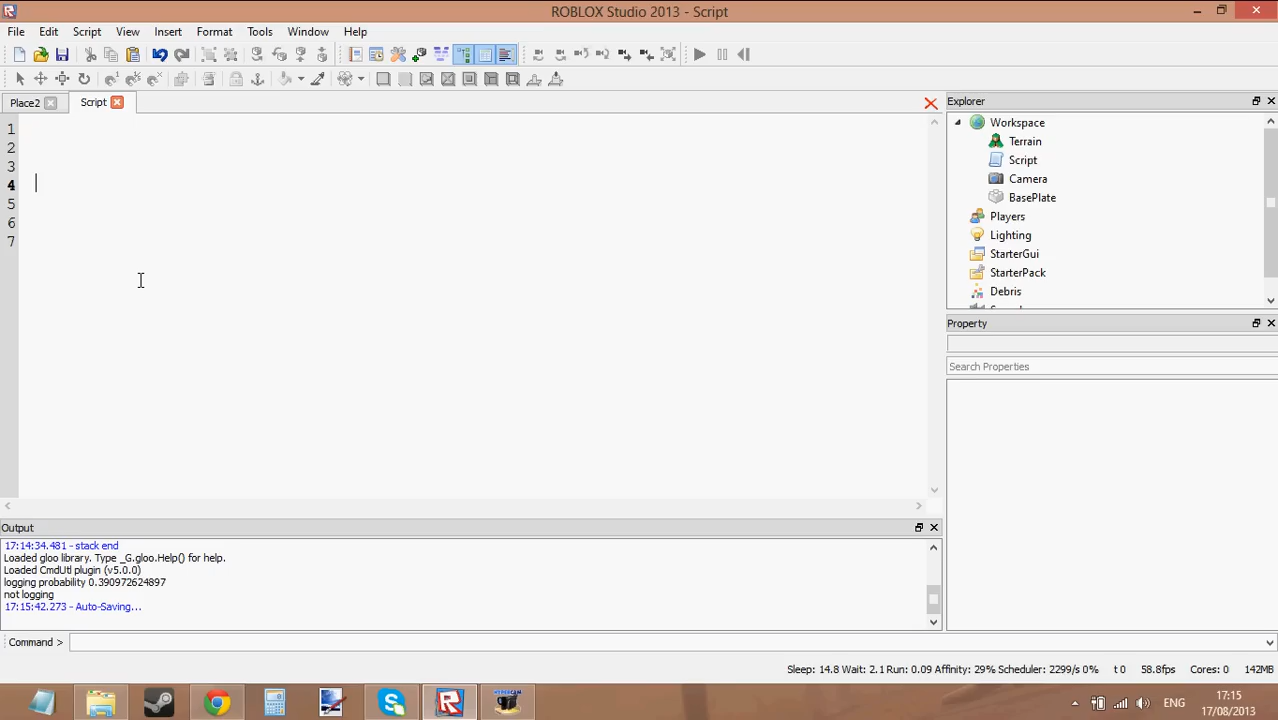 ROBLOX Studio 2013 - Script
File Edit Script View Insert Format Tools Window Help
Place2 Script
1
2
3
4
5
6
7
Explorer
Workspace
Terrain
Script
Camera
BasePlate
Players
Lighting
StarterGui
StarterPack
Debris
Property
Search Properties
Output
17:14:34.481 - stack end
Loaded gloo library. Type _G.gloo.Help() for help.
Loaded CmdUtl plugin (v5.0.0)
logging probability 0.390972624897
not logging
17:15:42.273 - Auto-Saving...
Command >
Sleep: 14.8 Wait: 2.1 Run: 0.09 Affinity: 29% Scheduler: 2299/s 0% t 0 58.8fps Cores: 0 142MB
ENG
17:15
17/08/2013